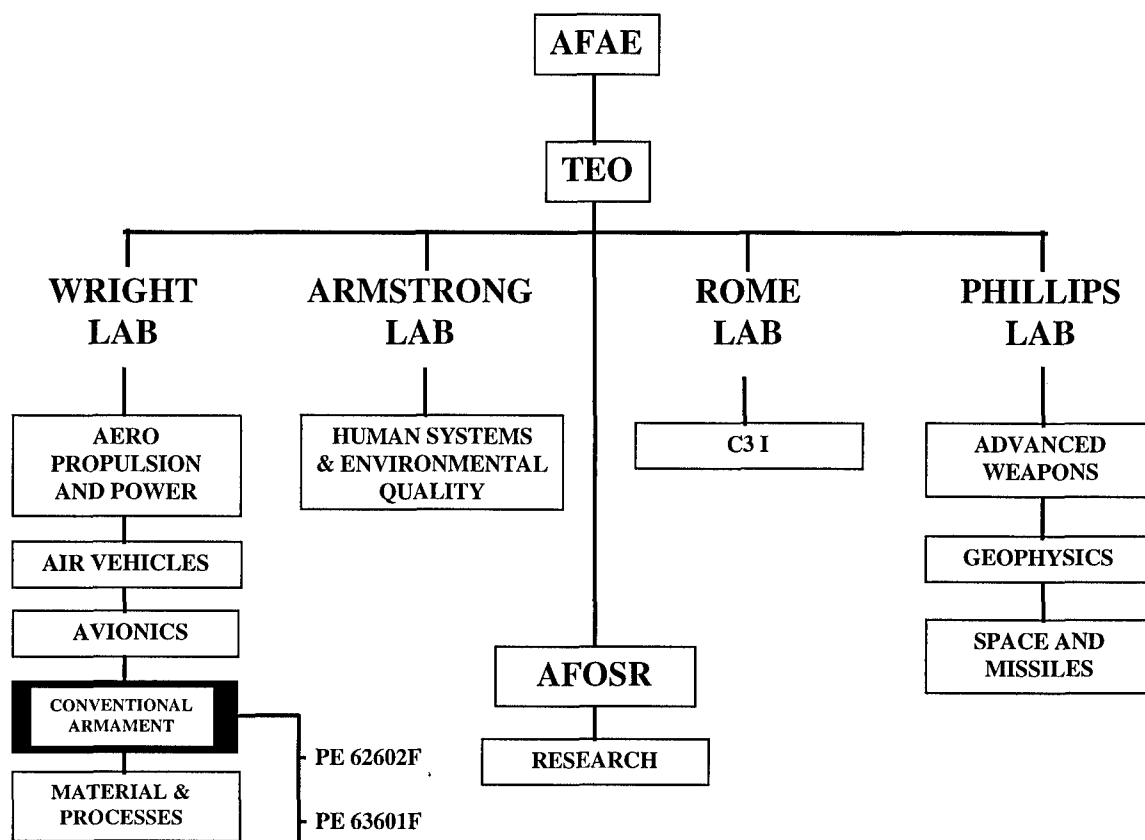 AFAE
TEO
WRIGHT
LAB
ARMSTRONG
LAB
ROME
LAB
PHILLIPS
LAB
AERO
PROPULSION
AND POWER
AIR VEHICLES
AVIONICS
CONVENTIONAL
ARMAMENT
MATERIAL &
PROCESSES
PE 62602F
PE 63601F
HUMAN SYSTEMS
& ENVIRONMENTAL
QUALITY
AFOSR
RESEARCH
C3 I
ADVANCED
WEAPONS
GEOPHYSICS
SPACE AND
MISSILES